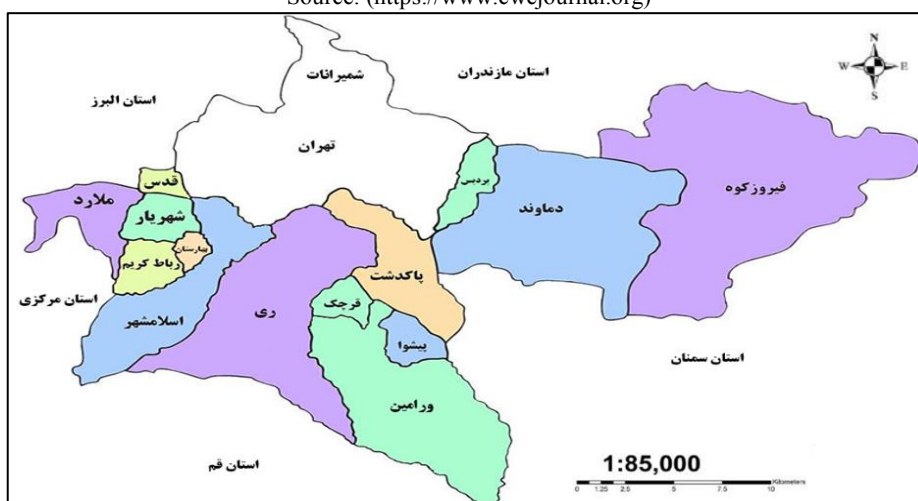 Source: (https://www.cwejournal.org)
N
W E
S
شمیرانات
استان مازندران
استان البرز
تهران
قدس
پردیس
ملارد
فیروزکوه
شهریار
دماوند
بهارستان
رباط کریم
پاکدشت
استان مرکزی
قرچک
ری
اسلامشهر
پیشوا
استان سمنان
ورامین
استان قم
1:85,000
Kilometers
0 1.25 2.5 5 7.5 10